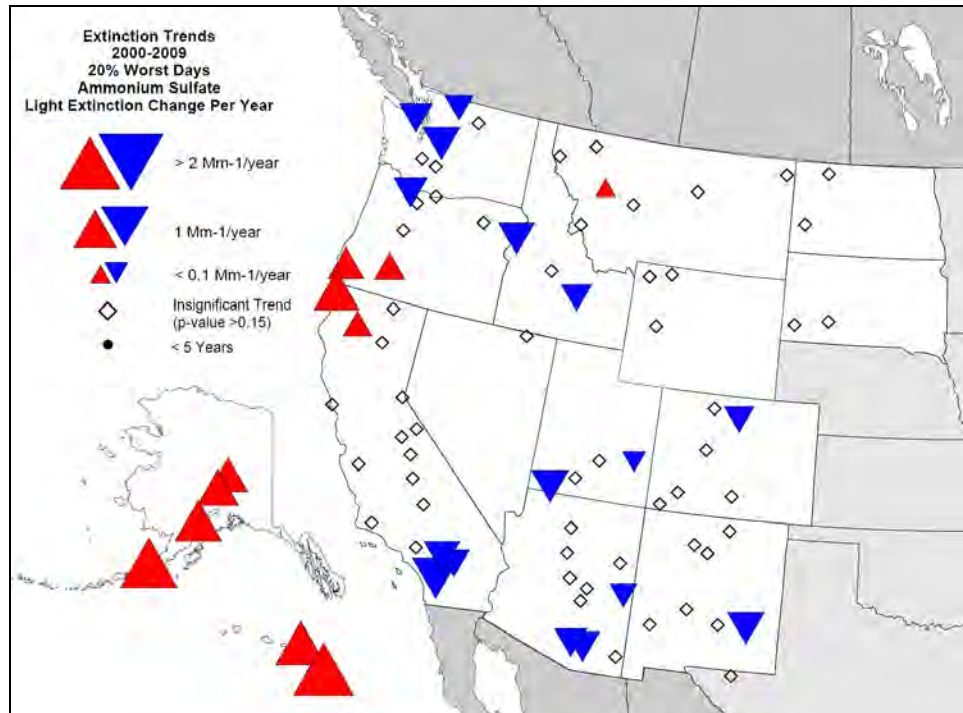 Extinction Trends
2000-2009
20% Worst Days
Ammonium Sulfate
Light Extinction Change Per Year
> 2 Mm-1/year
1 Mm-1/year
< 0.1 Mm-1/year
Insignificant Trend
(p-value >0.15)
< 5 Years